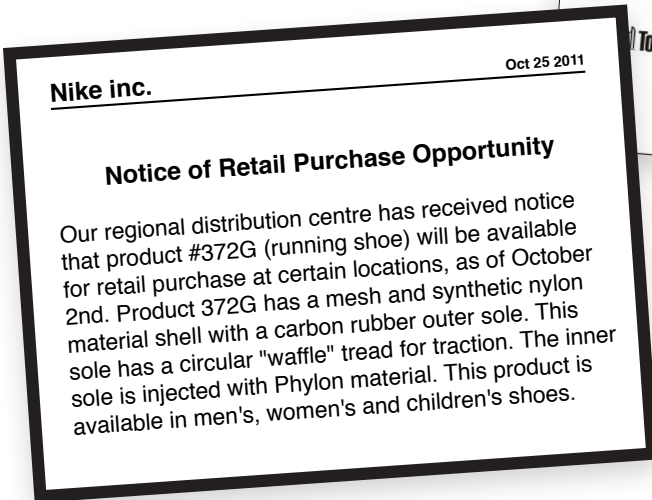 Nike inc.
Oct 25 2011
Notice of Retail Purchase Opportunity
Our regional distribution centre has received notice
that product #372G (running shoe) will be available
for retail purchase at certain locations, as of October
2nd. Product 372G has a mesh and synthetic nylon
material shell with a carbon rubber outer sole. This
sole has a circular "waffle" tread for traction. The inner
sole is injected with Phylon material. This product is
available in men's, women's and children's shoes.